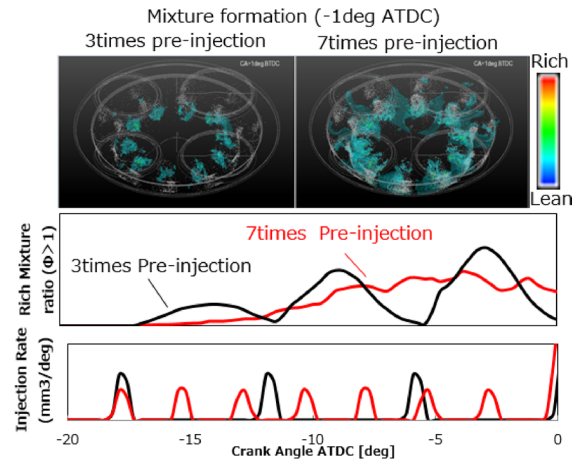 Mixture formation (-1deg ATDC)
3times pre-injection 7times pre-injection
CA=1deg BTDC CA=1deg BTDC
Rich
Lean
7times Pre-injection
3times Pre-injection
Rich Mixture
ratio (Φ>1)
Injection Rate
(mm3/deg)
-20 -15 -10 -5 0
Crank Angle ATDC [deg]